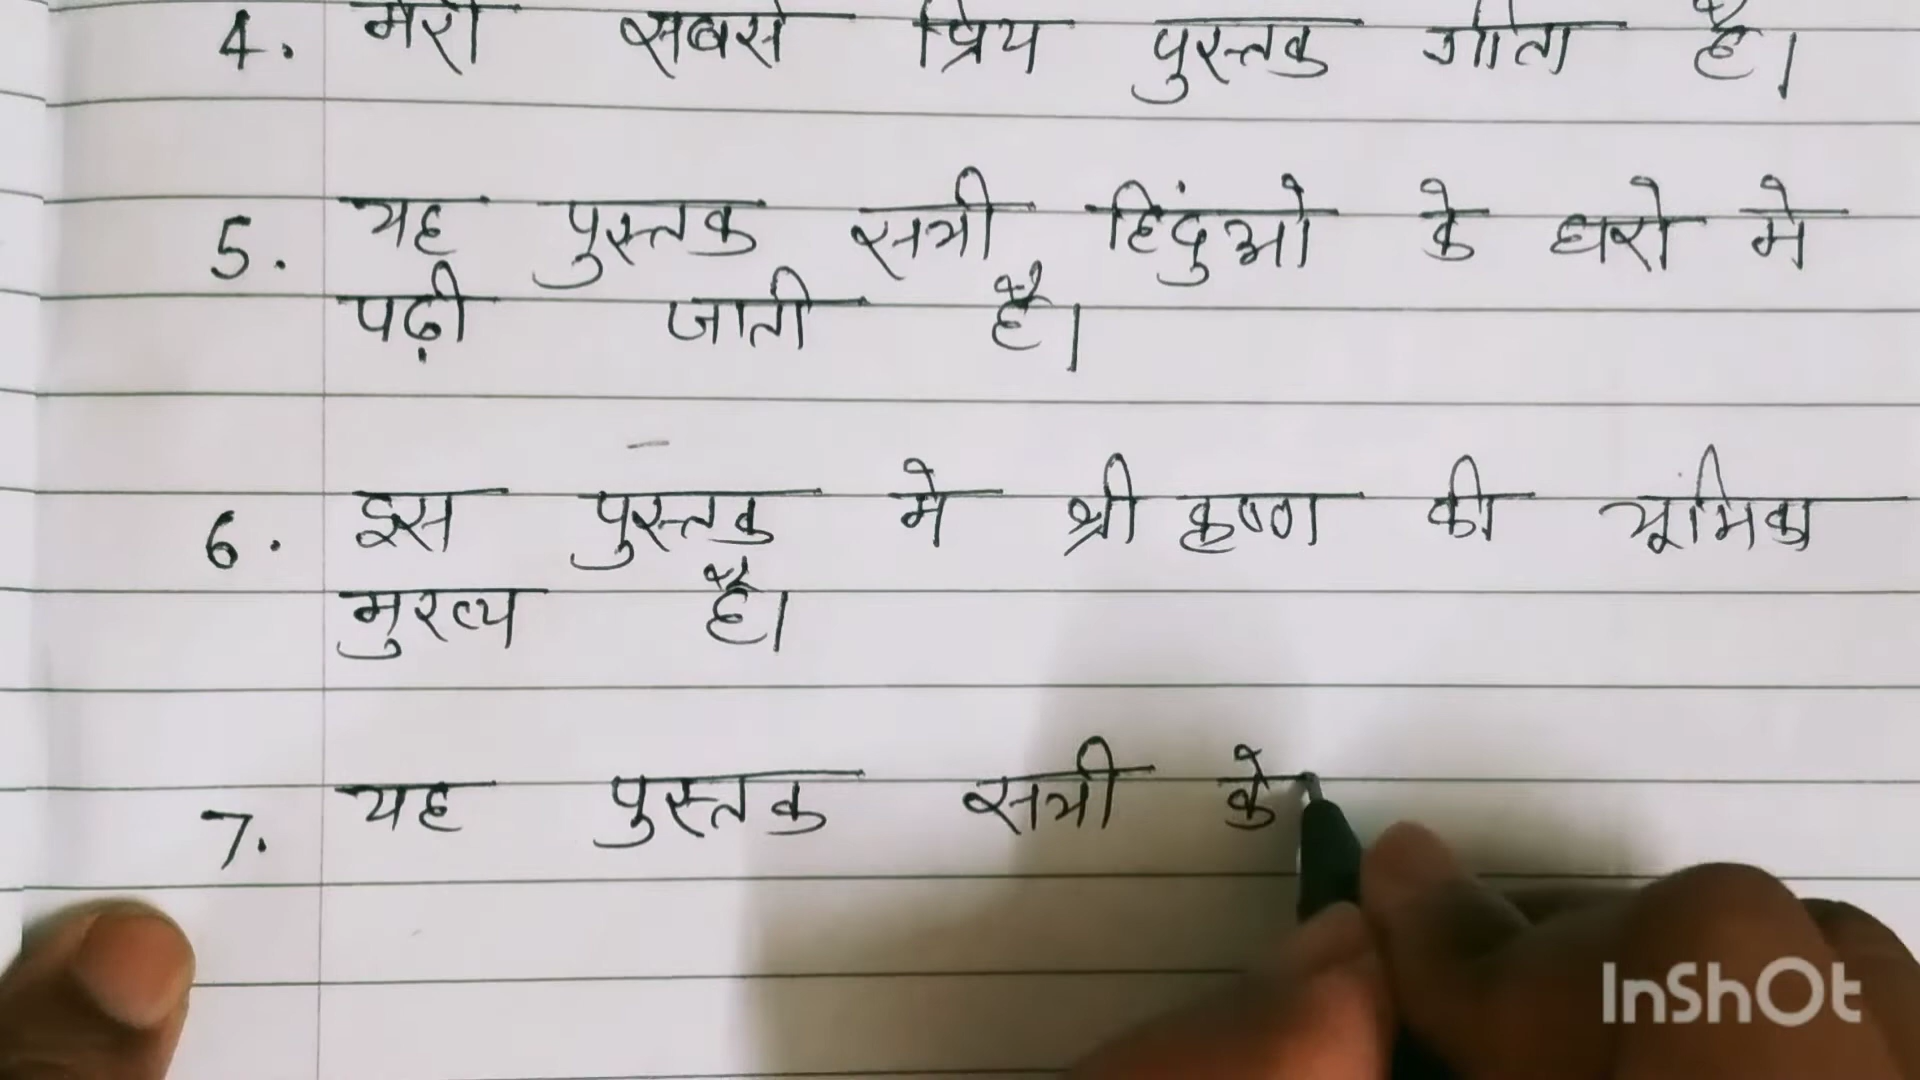 4. मेरी सबसे प्रिय पुस्तक गीता है।
5. यह पुस्तक सभी हिंदुओ के घरो मे
पढ़ी जाती है।
6. इस पुस्तक मे श्री कृष्ण की भूमिका
मुख्य है।
7. यह पुस्तक सभी के
InShOt